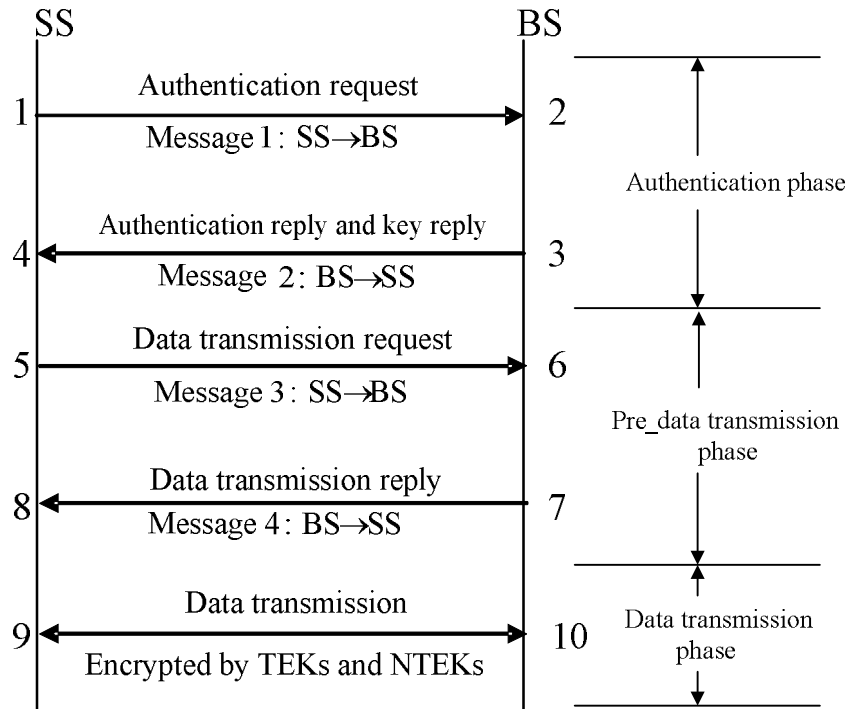 SS
BS
Authentication request
1
2
Message 1: SS→BS
Authentication phase
Authentication reply and key reply
4
3
Message 2: BS→SS
Data transmission request
5
6
Message 3: SS→BS
Pre_data transmission
phase
Data transmission reply
8
7
Message 4: BS→SS
Data transmission
9
10
Data transmission
phase
Encrypted by TEKs and NTEKs